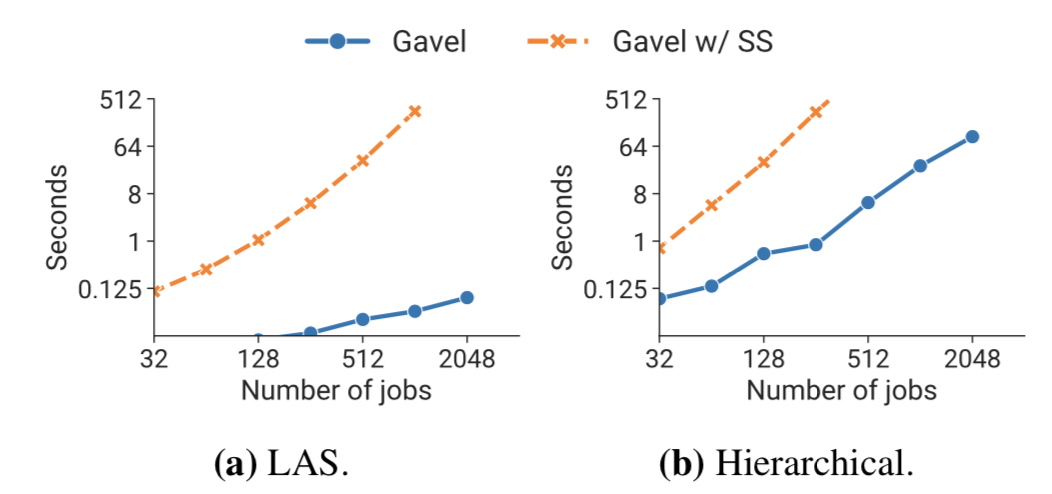 Gavel
Gavel w/ SS
512
64
8
1
0.125
Seconds
32
128
512
2048
Number of jobs
(a) LAS.
512
64
8
1
0.125
Seconds
32
128
512
2048
Number of jobs
(b) Hierarchical.